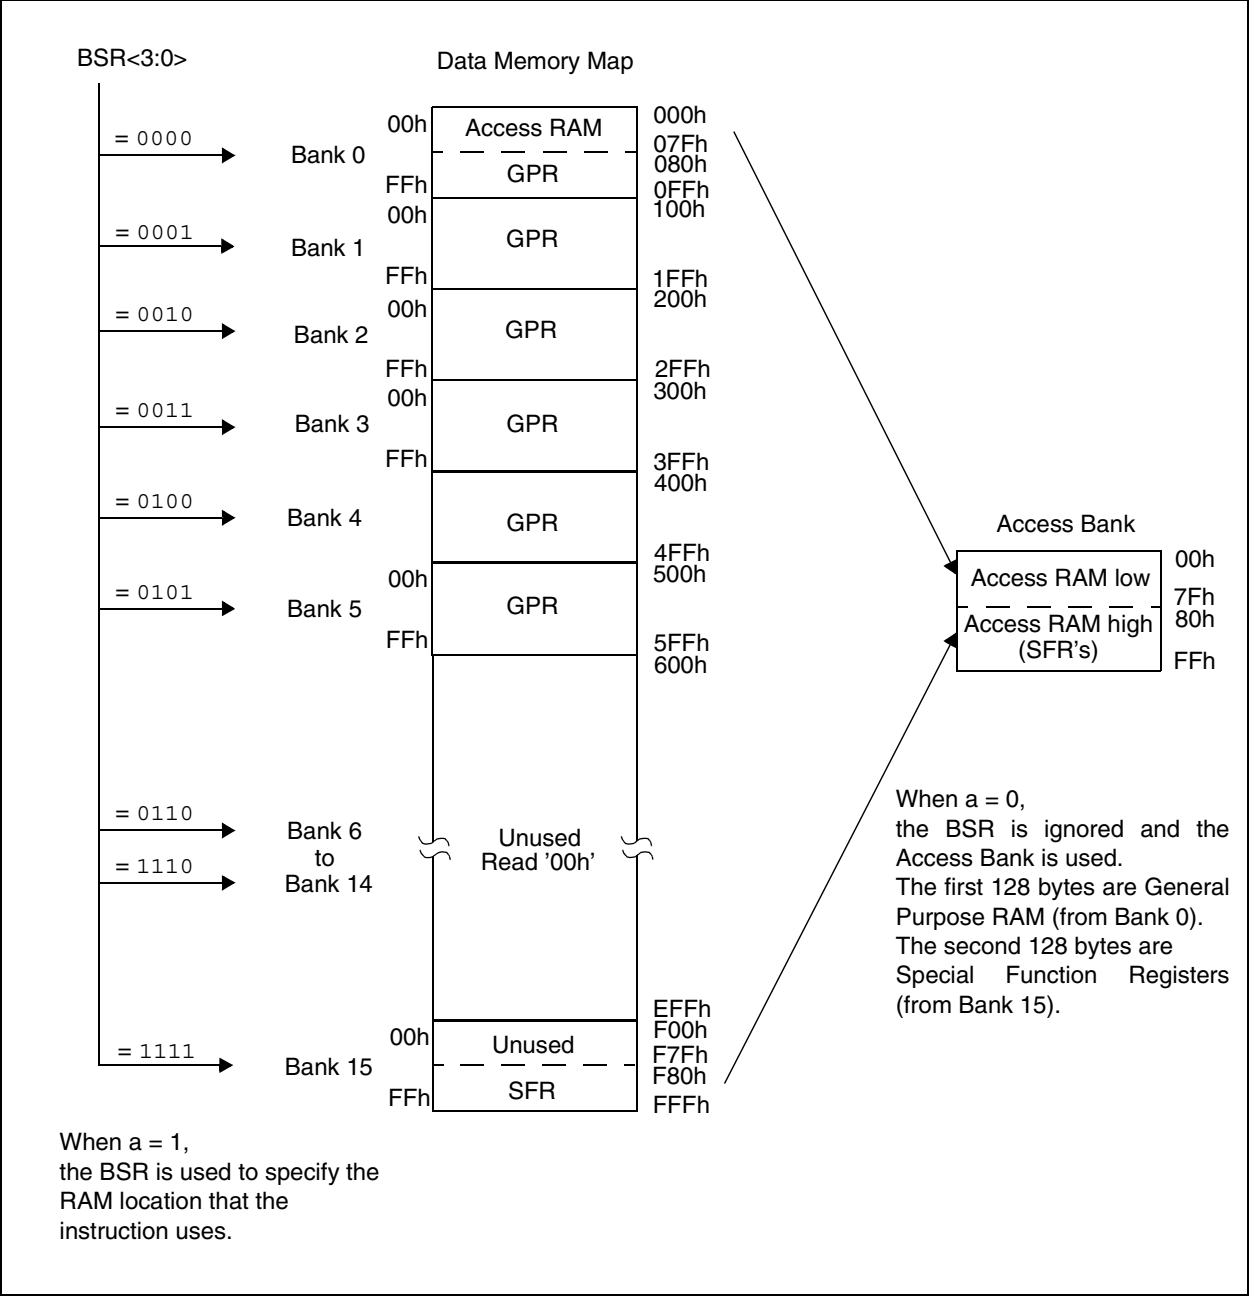 BSR<3:0>
Data Memory Map
= 0000
Bank 0
00h
Access RAM
000h
07Fh
080h
GPR
FFh
0FFh
100h
= 0001
Bank 1
00h
GPR
FFh
1FFh
200h
= 0010
Bank 2
00h
GPR
FFh
2FFh
300h
= 0011
Bank 3
00h
GPR
FFh
3FFh
400h
= 0100
Bank 4
GPR
4FFh
500h
= 0101
Bank 5
00h
GPR
FFh
5FFh
600h
= 0110
Bank 6
to
= 1110
Bank 14
Unused
Read '00h'
EFFh
F00h
= 1111
Bank 15
00h
Unused
F7Fh
F80h
SFR
FFh
FFFh
Access Bank
00h
Access RAM low
7Fh
80h
Access RAM high
(SFR's)
FFh
When a = 0,
the BSR is ignored and the
Access Bank is used.
The first 128 bytes are General
Purpose RAM (from Bank 0).
The second 128 bytes are
Special Function Registers
(from Bank 15).
When a = 1,
the BSR is used to specify the
RAM location that the
instruction uses.